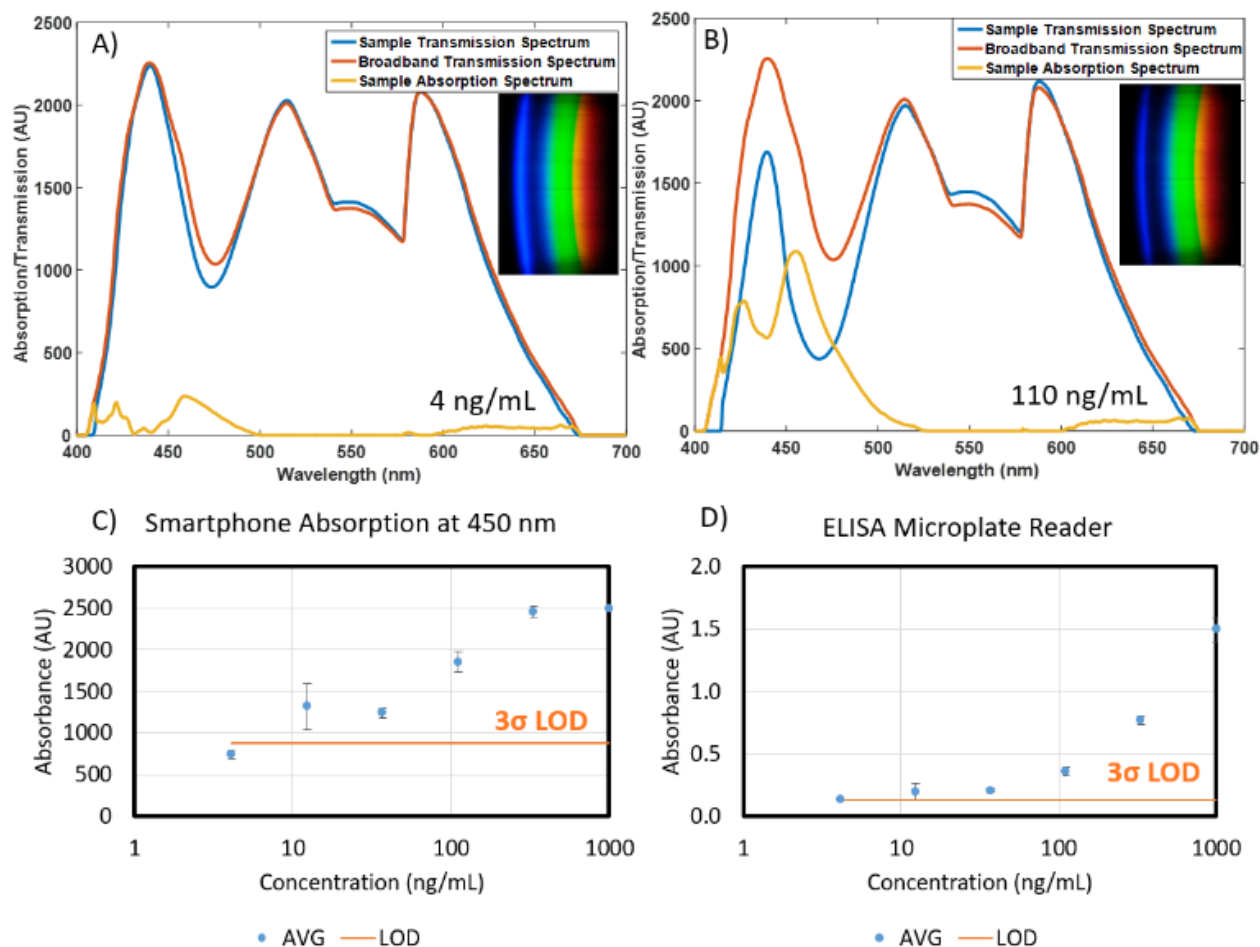 A)
Sample Transmission Spectrum
Broadband Transmission Spectrum
Sample Absorption Spectrum
Absorption/Transmission (AU)
2500
2000
1500
1000
500
0
4 ng/mL
400 450 500 550 600 650 700
Wavelength (nm)
B)
Sample Transmission Spectrum
Broadband Transmission Spectrum
Sample Absorption Spectrum
Absorption/Transmission (AU)
2500
2000
1500
1000
500
0
110 ng/mL
400 450 500 550 600 650 700
Wavelength (nm)
C) Smartphone Absorption at 450 nm
Absorbance (AU)
3000
2500
2000
1500
1000
500
0
3σ LOD
1 10 100 1000
Concentration (ng/mL)
AVG LOD
D) ELISA Microplate Reader
Absorbance (AU)
2.0
1.5
1.0
0.5
0.0
3σ LOD
1 10 100 1000
Concentration (ng/mL)
AVG LOD